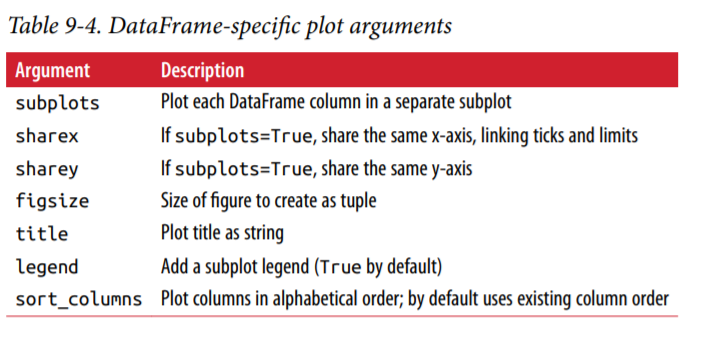 Table 9-4. DataFrame-specific plot arguments
Argument Description
subplots Plot each DataFrame column in a separate subplot
sharex If subplots=True, share the same x-axis, linking ticks and limits
sharey If subplots=True, share the same y-axis
figsize Size of figure to create as tuple
title Plot title as string
legend Add a subplot legend (True by default)
sort_columns Plot columns in alphabetical order; by default uses existing column order